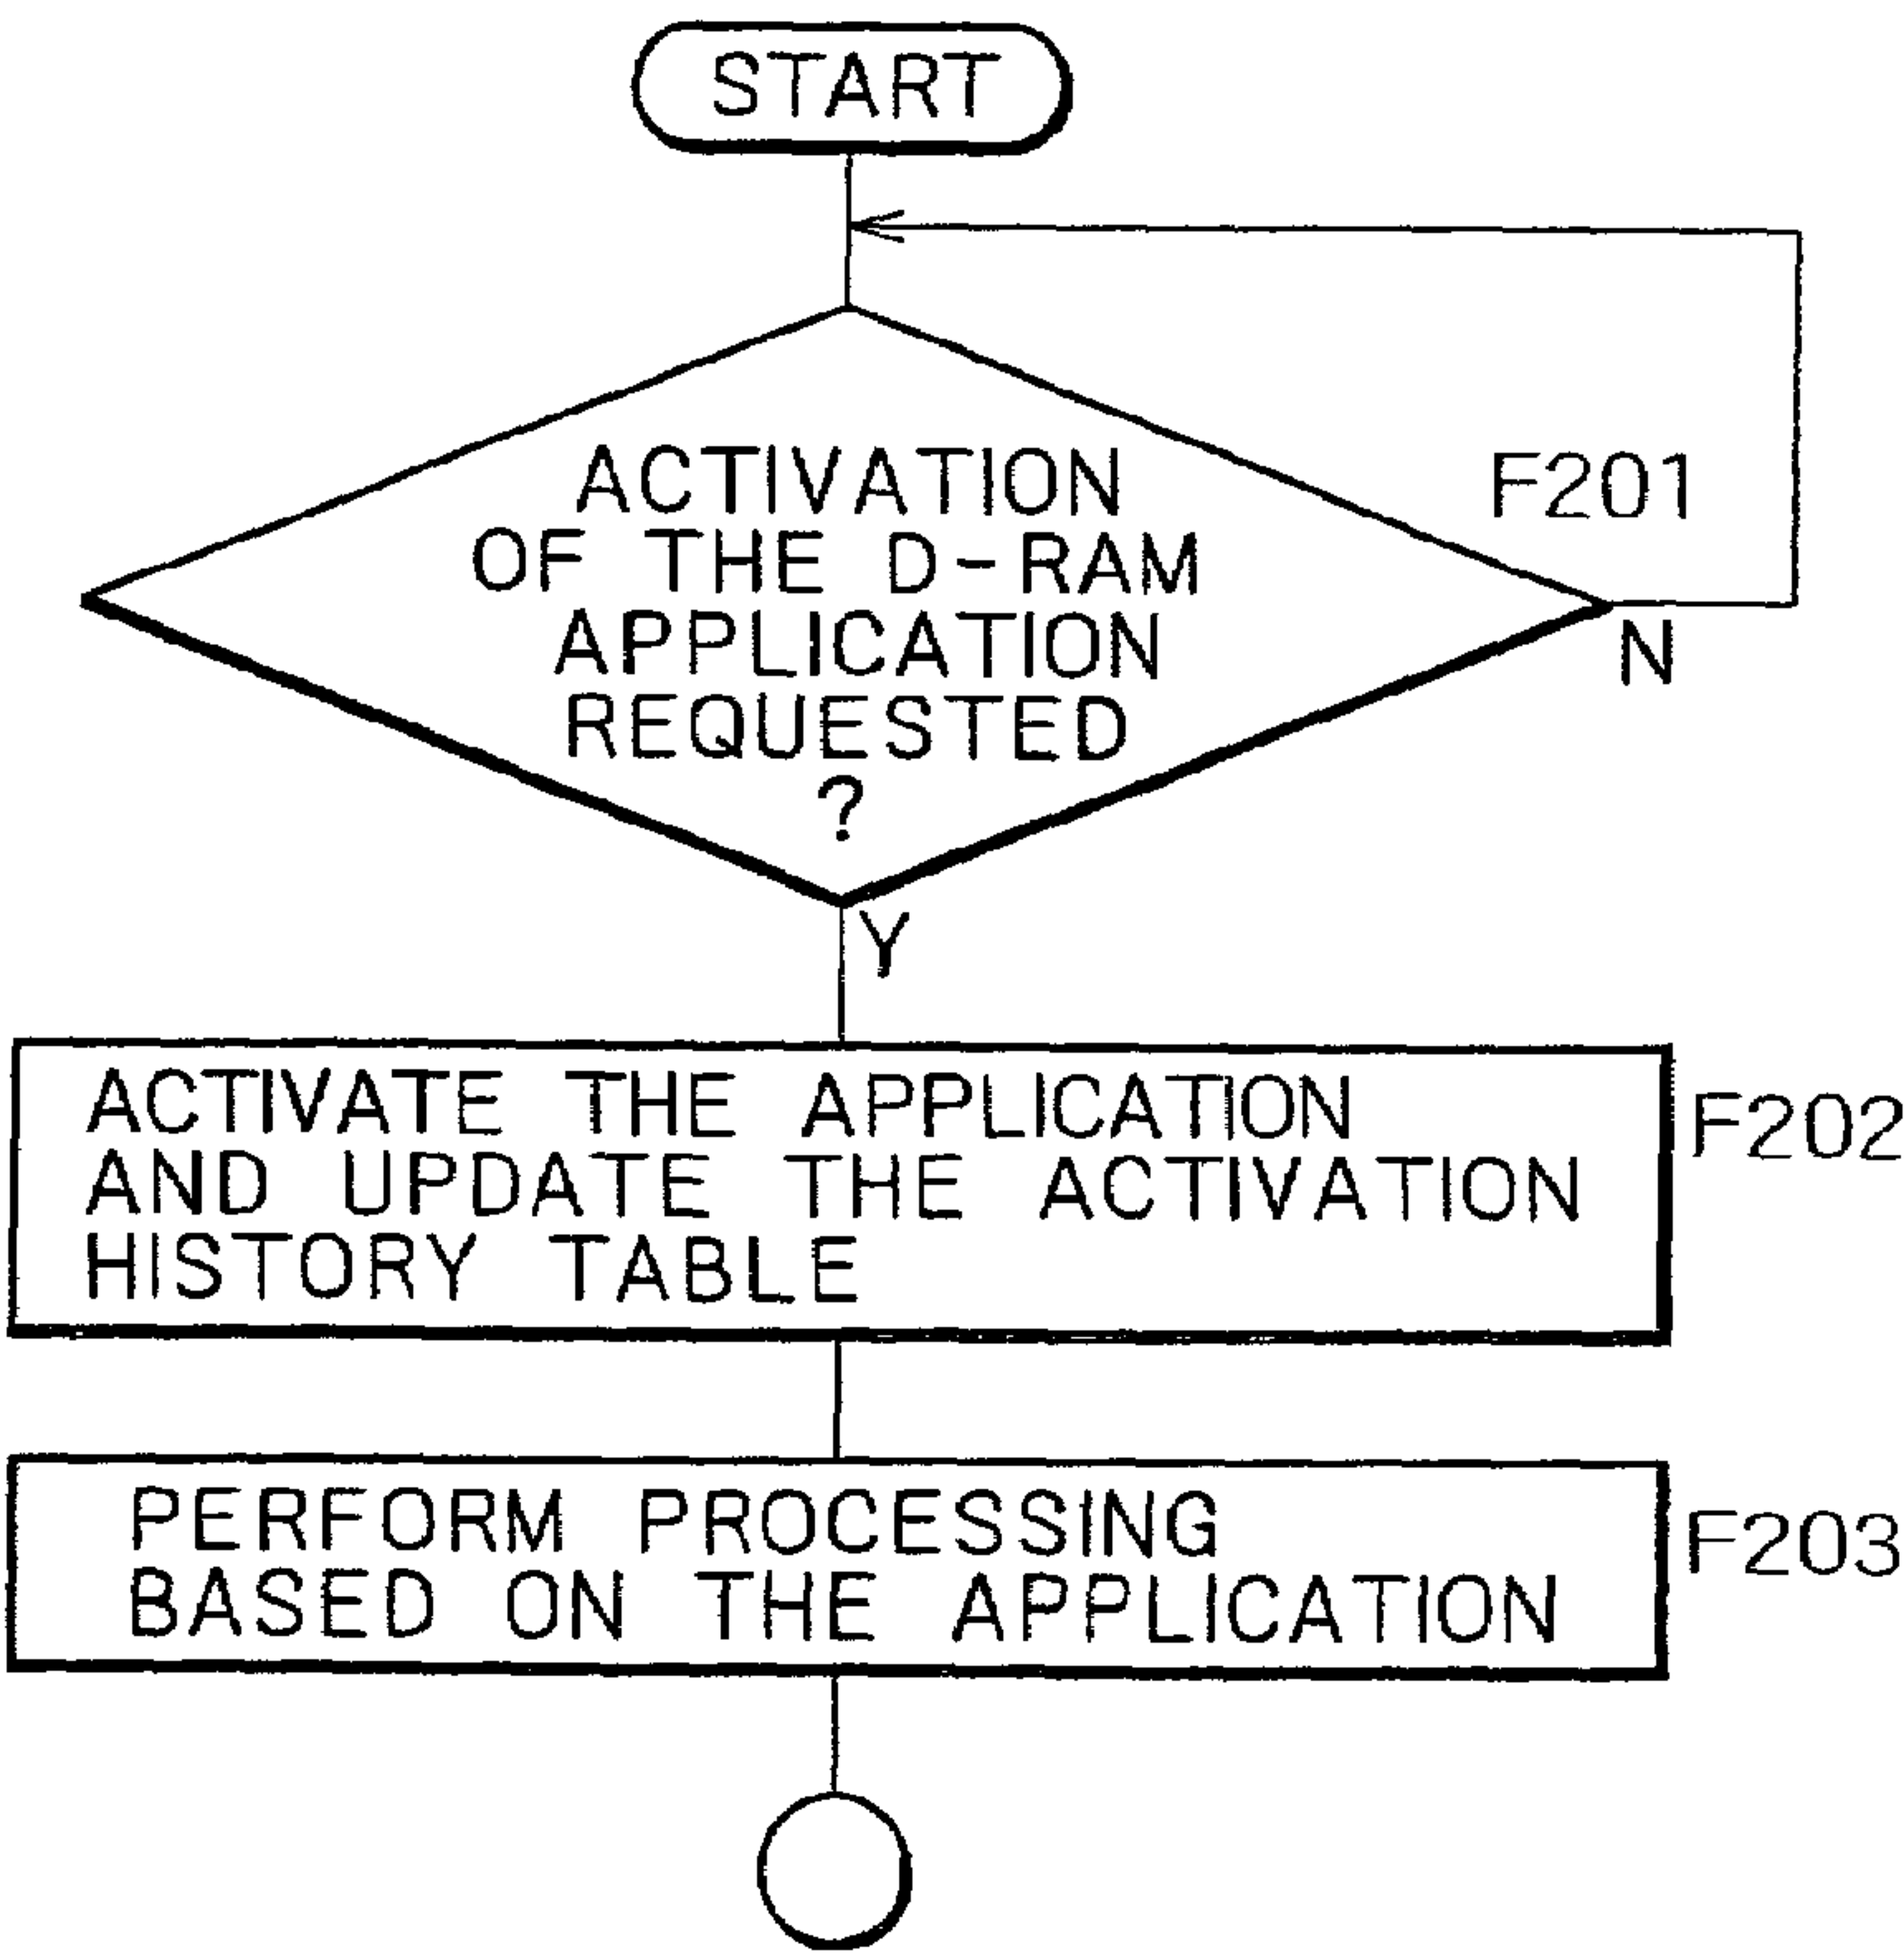 START
ACTIVATION
OF THE D-RAM
APPLICATION
REQUESTED
?
F201
N
Y
ACTIVATE THE APPLICATION
AND UPDATE THE ACTIVATION
HISTORY TABLE
F202
PERFORM PROCESSING
BASED ON THE APPLICATION
F203